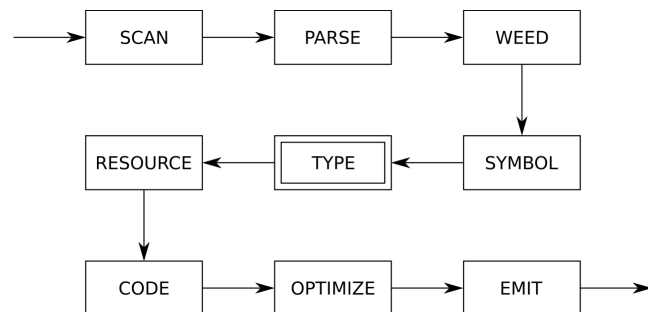 SCAN PARSE WEED
RESOURCE TYPE SYMBOL
CODE OPTIMIZE EMIT